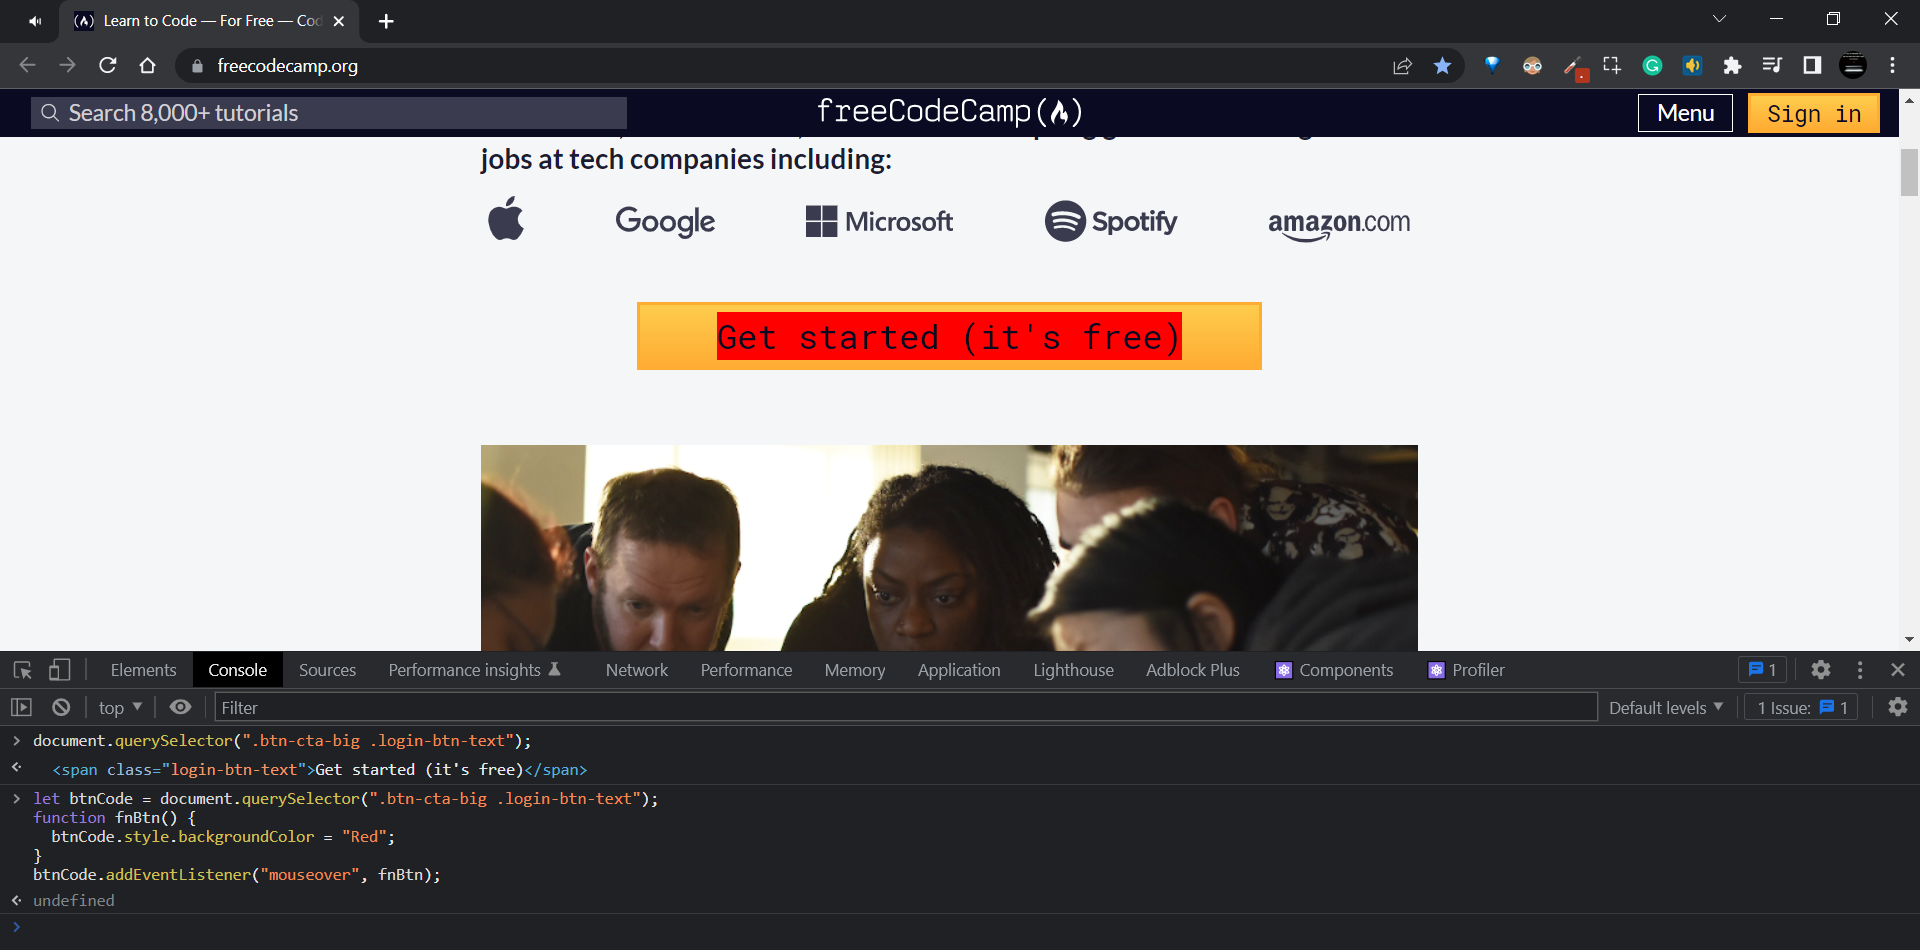 Learn to Code — For Free — Cod
freecodecamp.org
Search 8,000+ tutorials
freeCodeCamp(🔥)
Menu
Sign in
jobs at tech companies including:
Google
Microsoft
Spotify
amazon.com
Get started (it's free)
Elements
Console
Sources
Performance insights
Network
Performance
Memory
Application
Lighthouse
Adblock Plus
Components
Profiler
1
top
Filter
Default levels
1 Issue: 1
document.querySelector(".btn-cta-big .login-btn-text");
<span class="login-btn-text">Get started (it's free)</span>
let btnCode = document.querySelector(".btn-cta-big .login-btn-text");
function fnBtn() {
btnCode.style.backgroundColor = "Red";
}
btnCode.addEventListener("mouseover", fnBtn);
undefined